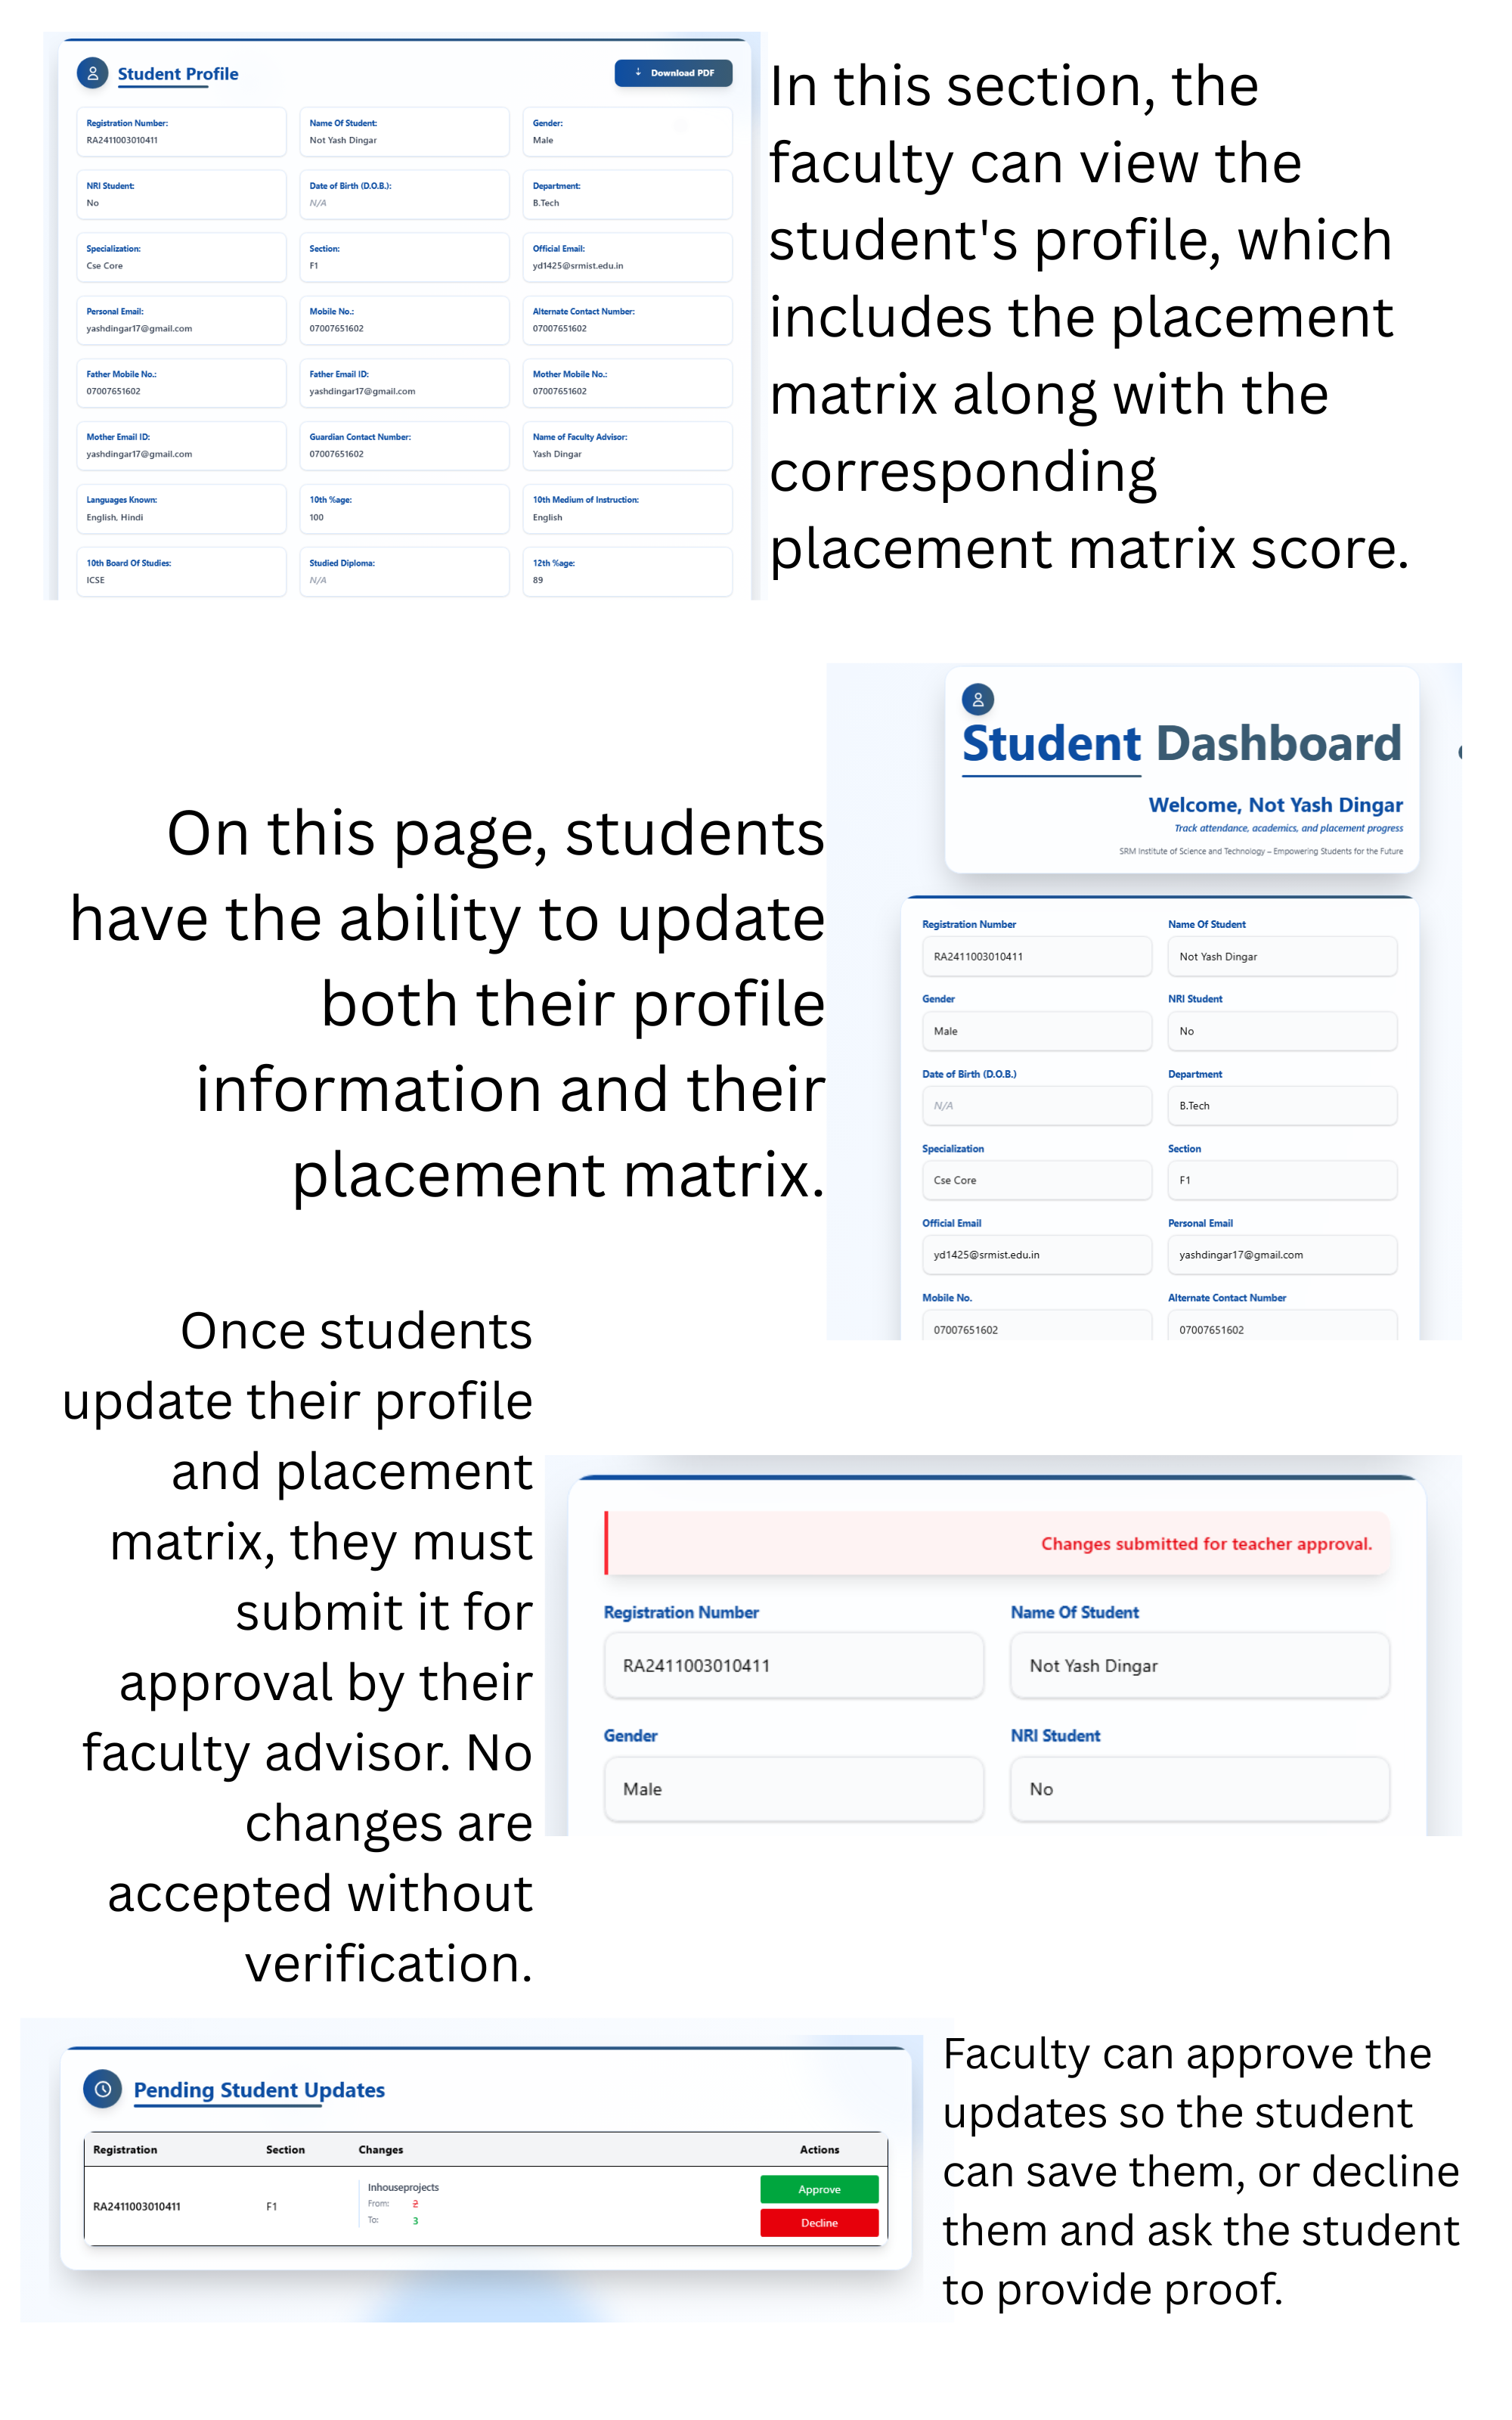 Student Profile
Download PDF
Registration Number:
RA2411003010411
Name Of Student:
Not Yash Dingar
Gender:
Male
NRI Student:
No
Date of Birth (D.O.B.):
N/A
Department:
B.Tech
Specialization:
Cse Core
Section:
F1
Official Email:
yd1425@srmist.edu.in
Personal Email:
yashdingar17@gmail.com
Mobile No.:
07007651602
Alternate Contact Number:
07007651602
Father Mobile No.:
07007651602
Father Email ID:
yashdingar17@gmail.com
Mother Mobile No.:
07007651602
Mother Email ID:
yashdingar17@gmail.com
Guardian Contact Number:
07007651602
Name of Faculty Advisor:
Yash Dingar
Languages Known:
English, Hindi
10th %age:
100
10th Medium of Instruction:
English
10th Board Of Studies:
ICSE
Studied Diploma:
N/A
12th %age:
89
In this section, the
faculty can view the
student's profile, which
includes the placement
matrix along with the
corresponding
placement matrix score.
On this page, students
have the ability to update
both their profile
information and their
placement matrix.
Student Dashboard
Welcome, Not Yash Dingar
Track attendance, academics, and placement progress
SRM Institute of Science and Technology – Empowering Students for the Future
Registration Number
RA2411003010411
Name Of Student
Not Yash Dingar
Gender
Male
NRI Student
No
Date of Birth (D.O.B.)
N/A
Department
B.Tech
Specialization
Cse Core
Section
F1
Official Email
yd1425@srmist.edu.in
Personal Email
yashdingar17@gmail.com
Mobile No.
07007651602
Alternate Contact Number
07007651602
Once students
update their profile
and placement
matrix, they must
submit it for
approval by their
faculty advisor. No
changes are
accepted without
verification.
Changes submitted for teacher approval.
Registration Number
RA2411003010411
Name Of Student
Not Yash Dingar
Gender
Male
NRI Student
No
Pending Student Updates
Registration Section Changes Actions
RA2411003010411
F1
Inhouseprojects
From: 2
To: 3
Approve
Decline
Faculty can approve the
updates so the student
can save them, or decline
them and ask the student
to provide proof.